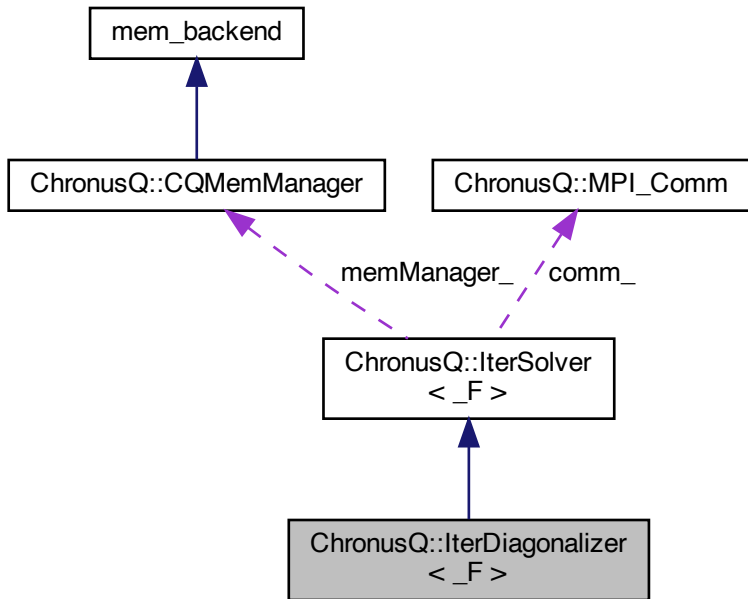 mem_backend
ChronusQ::CQMemManager
ChronusQ::MPI_Comm
memManager_
comm_
ChronusQ::IterSolver
< _F >
ChronusQ::IterDiagonalizer
< _F >